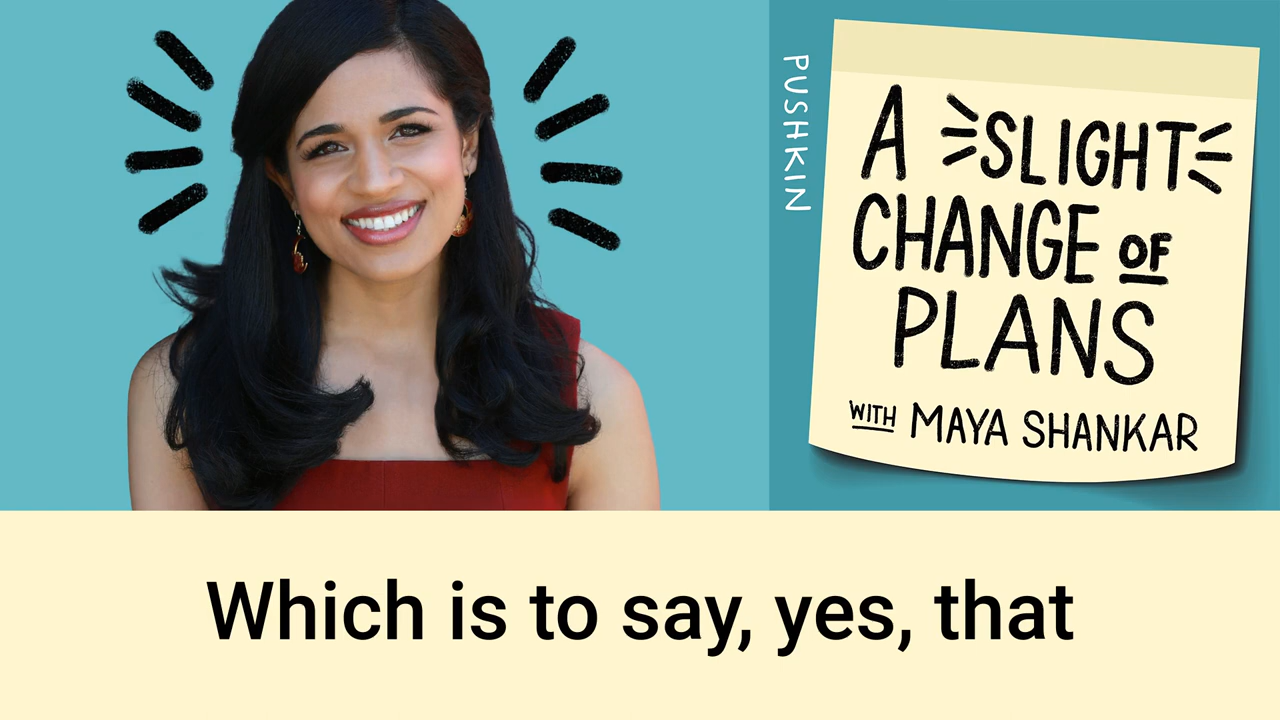 PUSHKIN
A SLIGHT
CHANGE OF
PLANS
WITH MAYA SHANKAR
Which is to say, yes, that